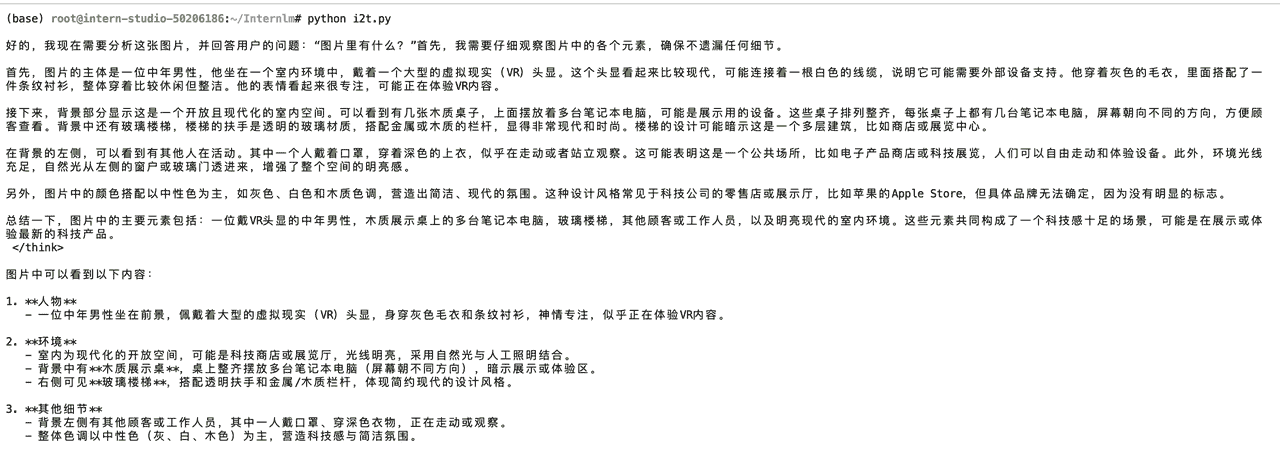 (base) root@intern-studio-50206186:~/Internlm# python i2t.py
好的，我现在需要分析这张图片，并回答用户的问题：“图片里有什么？”首先，我需要仔细观察图片中的各个元素，确保不遗漏任何细节。
首先，图片的主体是一位中年男性，他坐在一个室内环境中，戴着一个大型的虚拟现实（VR）头显。这个头显看起来比较现代，可能连接着一根白色的线缆，说明它可能需要外部设备支持。他穿着灰色的毛衣，里面搭配了一
件条纹衬衫，整体穿着比较休闲但整洁。他的表情看起来很专注，可能正在体验VR内容。
接下来，背景部分显示这是一个开放且现代化的室内空间。可以看到有几张木质桌子，上面摆放着多台笔记本电脑，可能是展示用的设备。这些桌子排列整齐，每张桌子上都有几台笔记本电脑，屏幕朝向不同的方向，方便顾
客查看。背景中还有玻璃楼梯，楼梯的扶手是透明的玻璃材质，搭配金属或木质的栏杆，显得非常现代和时尚。楼梯的设计可能暗示这是一个多层建筑，比如商店或展览中心。
在背景的左侧，可以看到有其他人在活动。其中一个人戴着口罩，穿着深色的上衣，似乎在走动或者站立观察。这可能表明这是一个公共场所，比如电子产品商店或科技展览，人们可以自由走动和体验设备。此外，环境光线
充足，自然光从左侧的窗户或玻璃门透进来，增强了整个空间的明亮感。
另外，图片中的颜色搭配以中性色为主，如灰色、白色和木质色调，营造出简洁、现代的氛围。这种设计风格常见于科技公司的零售店或展示厅，比如苹果的Apple Store，但具体品牌无法确定，因为没有明显的标志。
总结一下，图片中的主要元素包括：一位戴VR头显的中年男性，木质展示桌上的多台笔记本电脑，玻璃楼梯，其他顾客或工作人员，以及明亮现代的室内环境。这些元素共同构成了一个科技感十足的场景，可能是在展示或体
验最新的科技产品。
</think>
图片中可以看到以下内容：
1. **人物**
- 一位中年男性坐在前景，佩戴着大型的虚拟现实（VR）头显，身穿灰色毛衣和条纹衬衫，神情专注，似乎正在体验VR内容。
2. **环境**
- 室内为现代化的开放空间，可能是科技商店或展览厅，光线明亮，采用自然光与人工照明结合。
- 背景中有**木质展示桌**，桌上整齐摆放多台笔记本电脑（屏幕朝不同方向），暗示展示或体验区。
- 右侧可见**玻璃楼梯**，搭配透明扶手和金属/木质栏杆，体现简约现代的设计风格。
3. **其他细节**
- 背景左侧有其他顾客或工作人员，其中一人戴口罩、穿深色衣物，正在走动或观察。
- 整体色调以中性色（灰、白、木色）为主，营造科技感与简洁氛围。